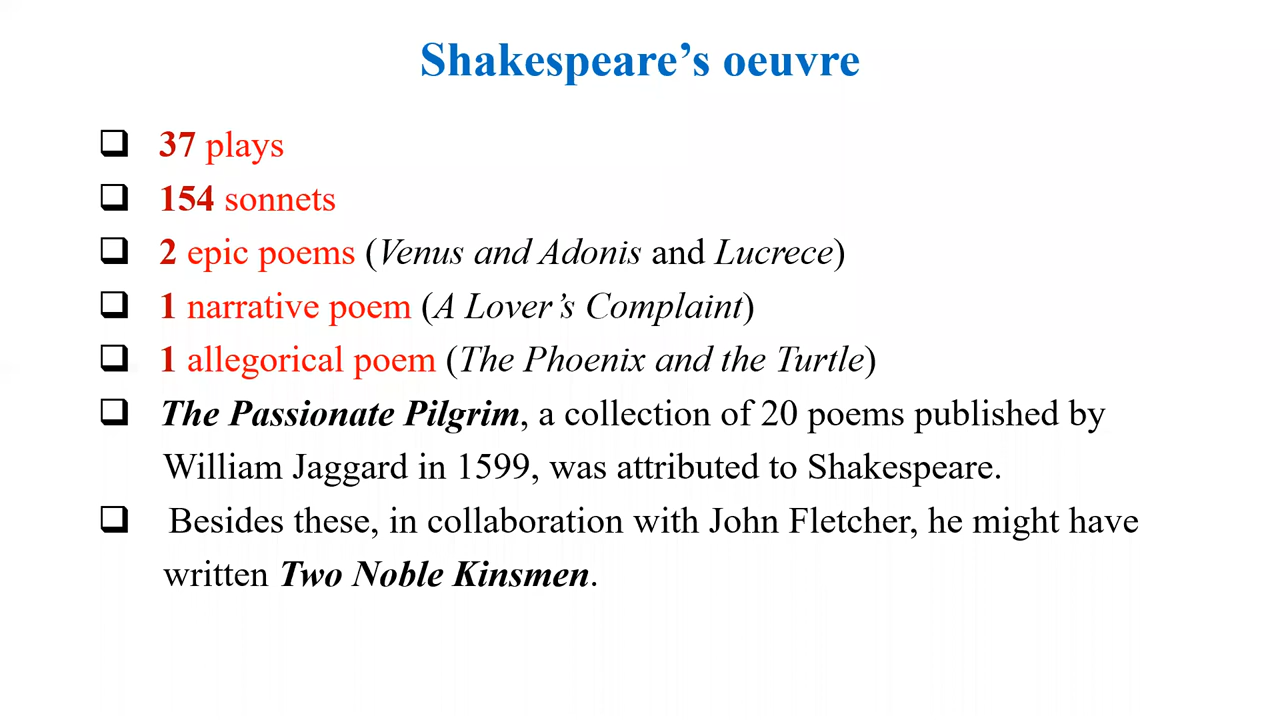 Shakespeare’s oeuvre
❑ 37 plays
❑ 154 sonnets
❑ 2 epic poems (Venus and Adonis and Lucrece)
❑ 1 narrative poem (A Lover’s Complaint)
❑ 1 allegorical poem (The Phoenix and the Turtle)
❑ The Passionate Pilgrim, a collection of 20 poems published by
William Jaggard in 1599, was attributed to Shakespeare.
❑ Besides these, in collaboration with John Fletcher, he might have
written Two Noble Kinsmen.